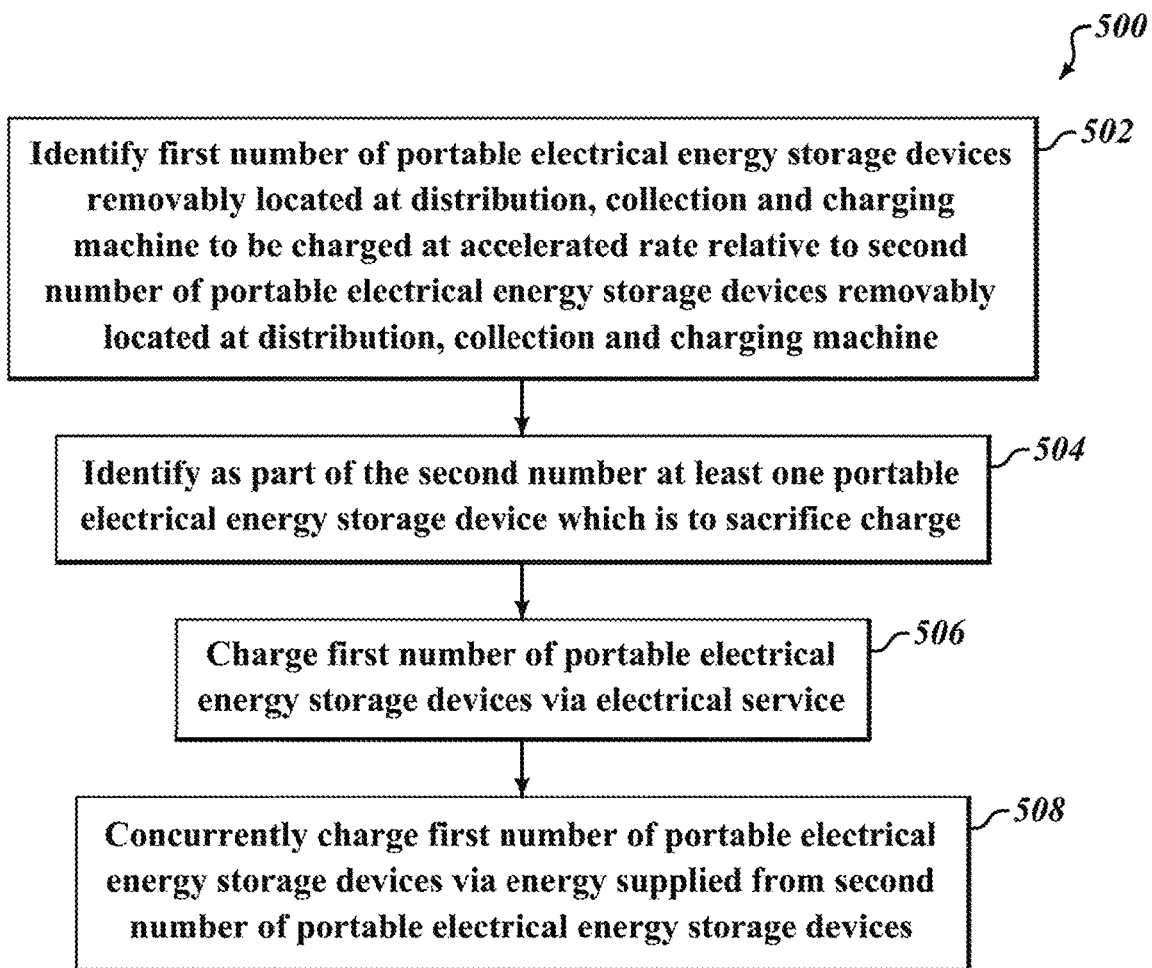 500
502
Identify first number of portable electrical energy storage devices
removably located at distribution, collection and charging
machine to be charged at accelerated rate relative to second
number of portable electrical energy storage devices removably
located at distribution, collection and charging machine
504
Identify as part of the second number at least one portable
electrical energy storage device which is to sacrifice charge
506
Charge first number of portable electrical
energy storage devices via electrical service
508
Concurrently charge first number of portable electrical
energy storage devices via energy supplied from second
number of portable electrical energy storage devices